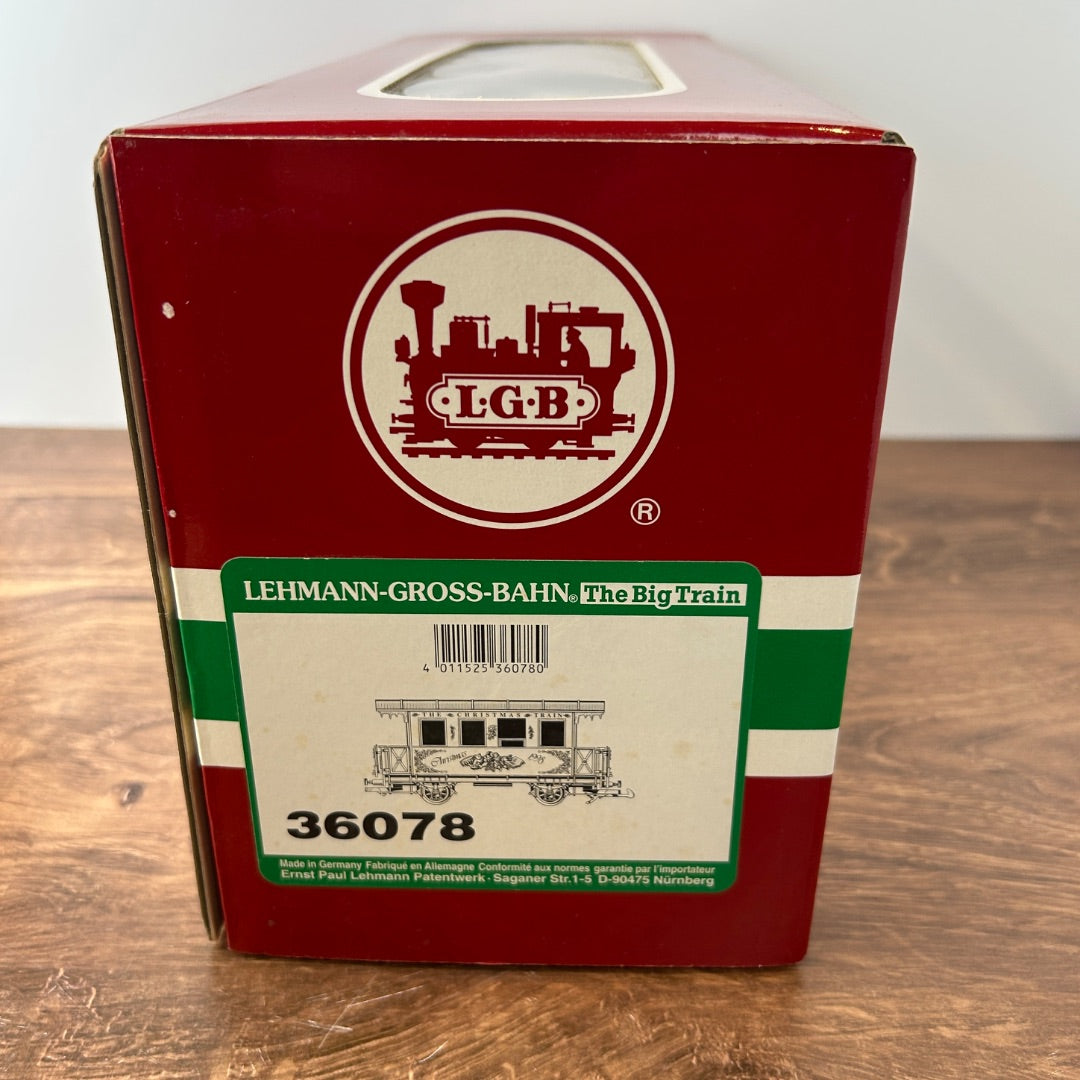 L·G·B
®
LEHMANN-GROSS-BAHN® The Big Train
4 011525 360780
THE CHRISTMAS TRAIN
Christmas
36078
Made in Germany Fabriqué en Allemagne Conformité aux normes garantie par l'importateur
Ernst Paul Lehmann Patentwerk · Saganer Str.1-5 D-90475 Nürnberg